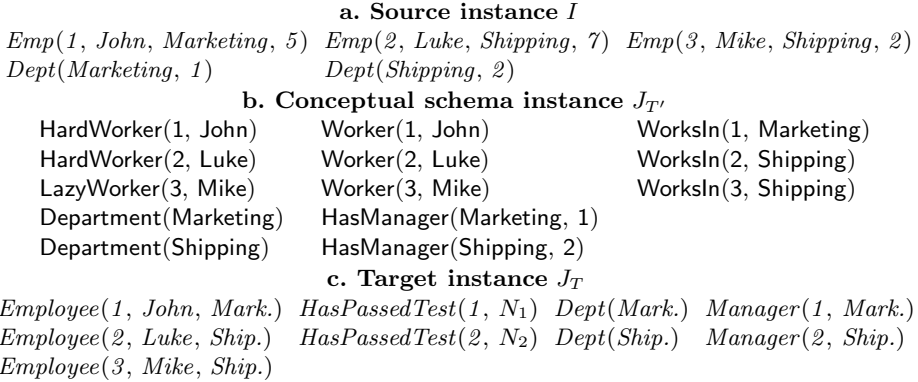 a. Source instance I
Emp(1, John, Marketing, 5) Emp(2, Luke, Shipping, 7) Emp(3, Mike, Shipping, 2)
Dept(Marketing, 1) Dept(Shipping, 2)
b. Conceptual schema instance J_T′
HardWorker(1, John) Worker(1, John) WorksIn(1, Marketing)
HardWorker(2, Luke) Worker(2, Luke) WorksIn(2, Shipping)
LazyWorker(3, Mike) Worker(3, Mike) WorksIn(3, Shipping)
Department(Marketing) HasManager(Marketing, 1)
Department(Shipping) HasManager(Shipping, 2)
c. Target instance J_T
Employee(1, John, Mark.) HasPassedTest(1, N₁) Dept(Mark.) Manager(1, Mark.)
Employee(2, Luke, Ship.) HasPassedTest(2, N₂) Dept(Ship.) Manager(2, Ship.)
Employee(3, Mike, Ship.)